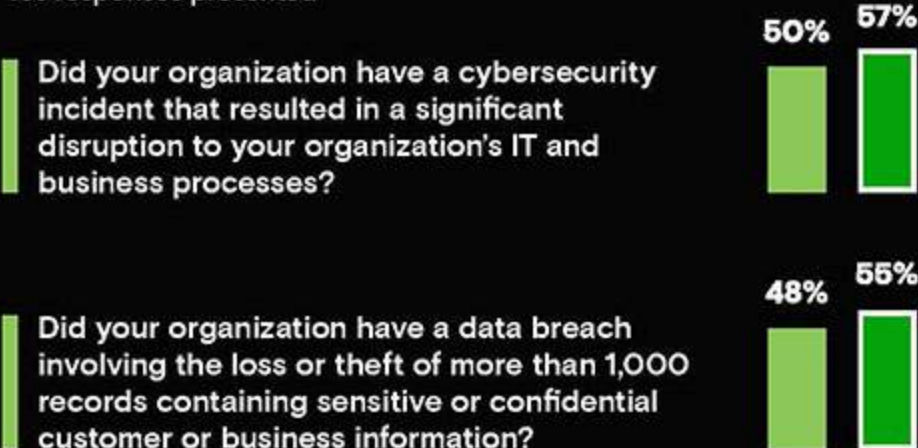 50% 57%
Did your organization have a cybersecurity
incident that resulted in a significant
disruption to your organization's IT and
business processes?
48% 55%
Did your organization have a data breach
involving the loss or theft of more than 1,000
records containing sensitive or confidential
customer or business information?